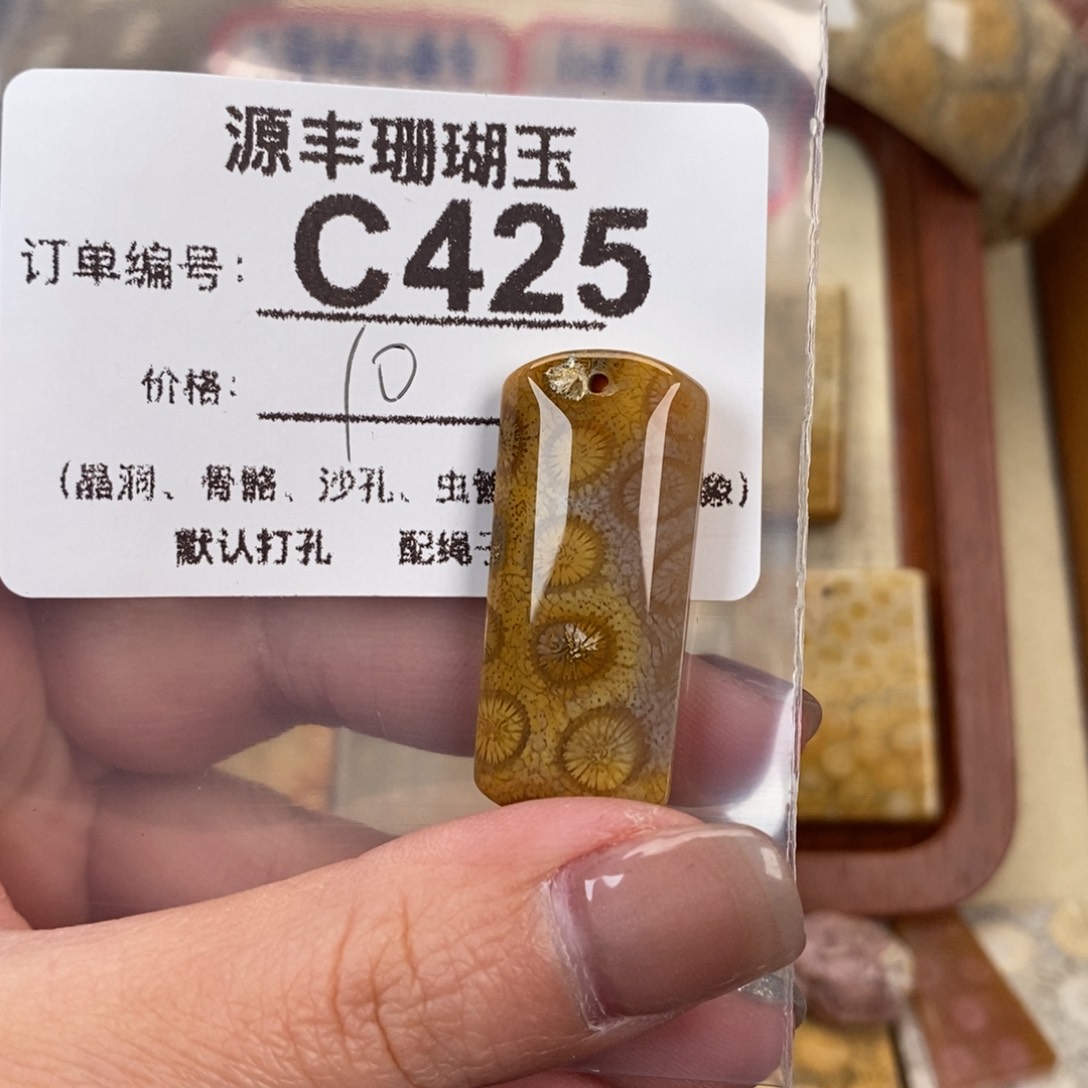 源丰珊瑚玉
订单编号: C425
价格: 10
(晶洞、骨骼、沙孔、虫
默认打孔 配绳